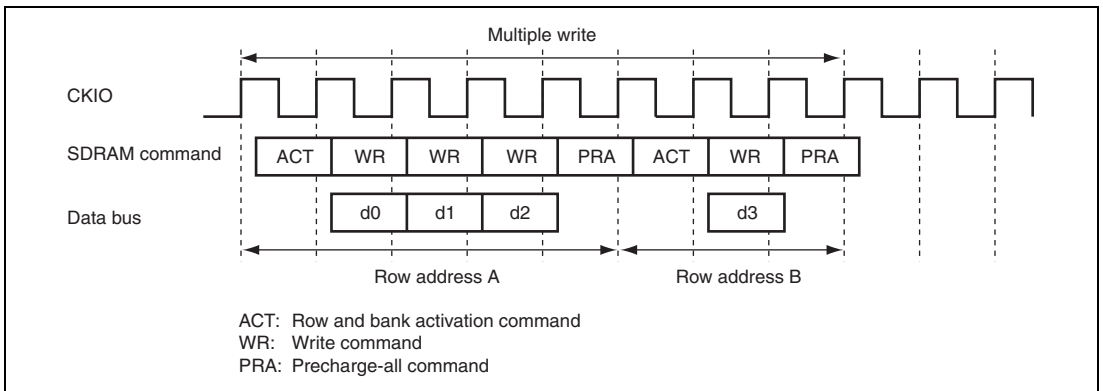 Multiple write
CKIO
SDRAM command ACT WR WR WR PRA ACT WR PRA
Data bus d0 d1 d2 d3
Row address A Row address B
ACT: Row and bank activation command
WR: Write command
PRA: Precharge-all command